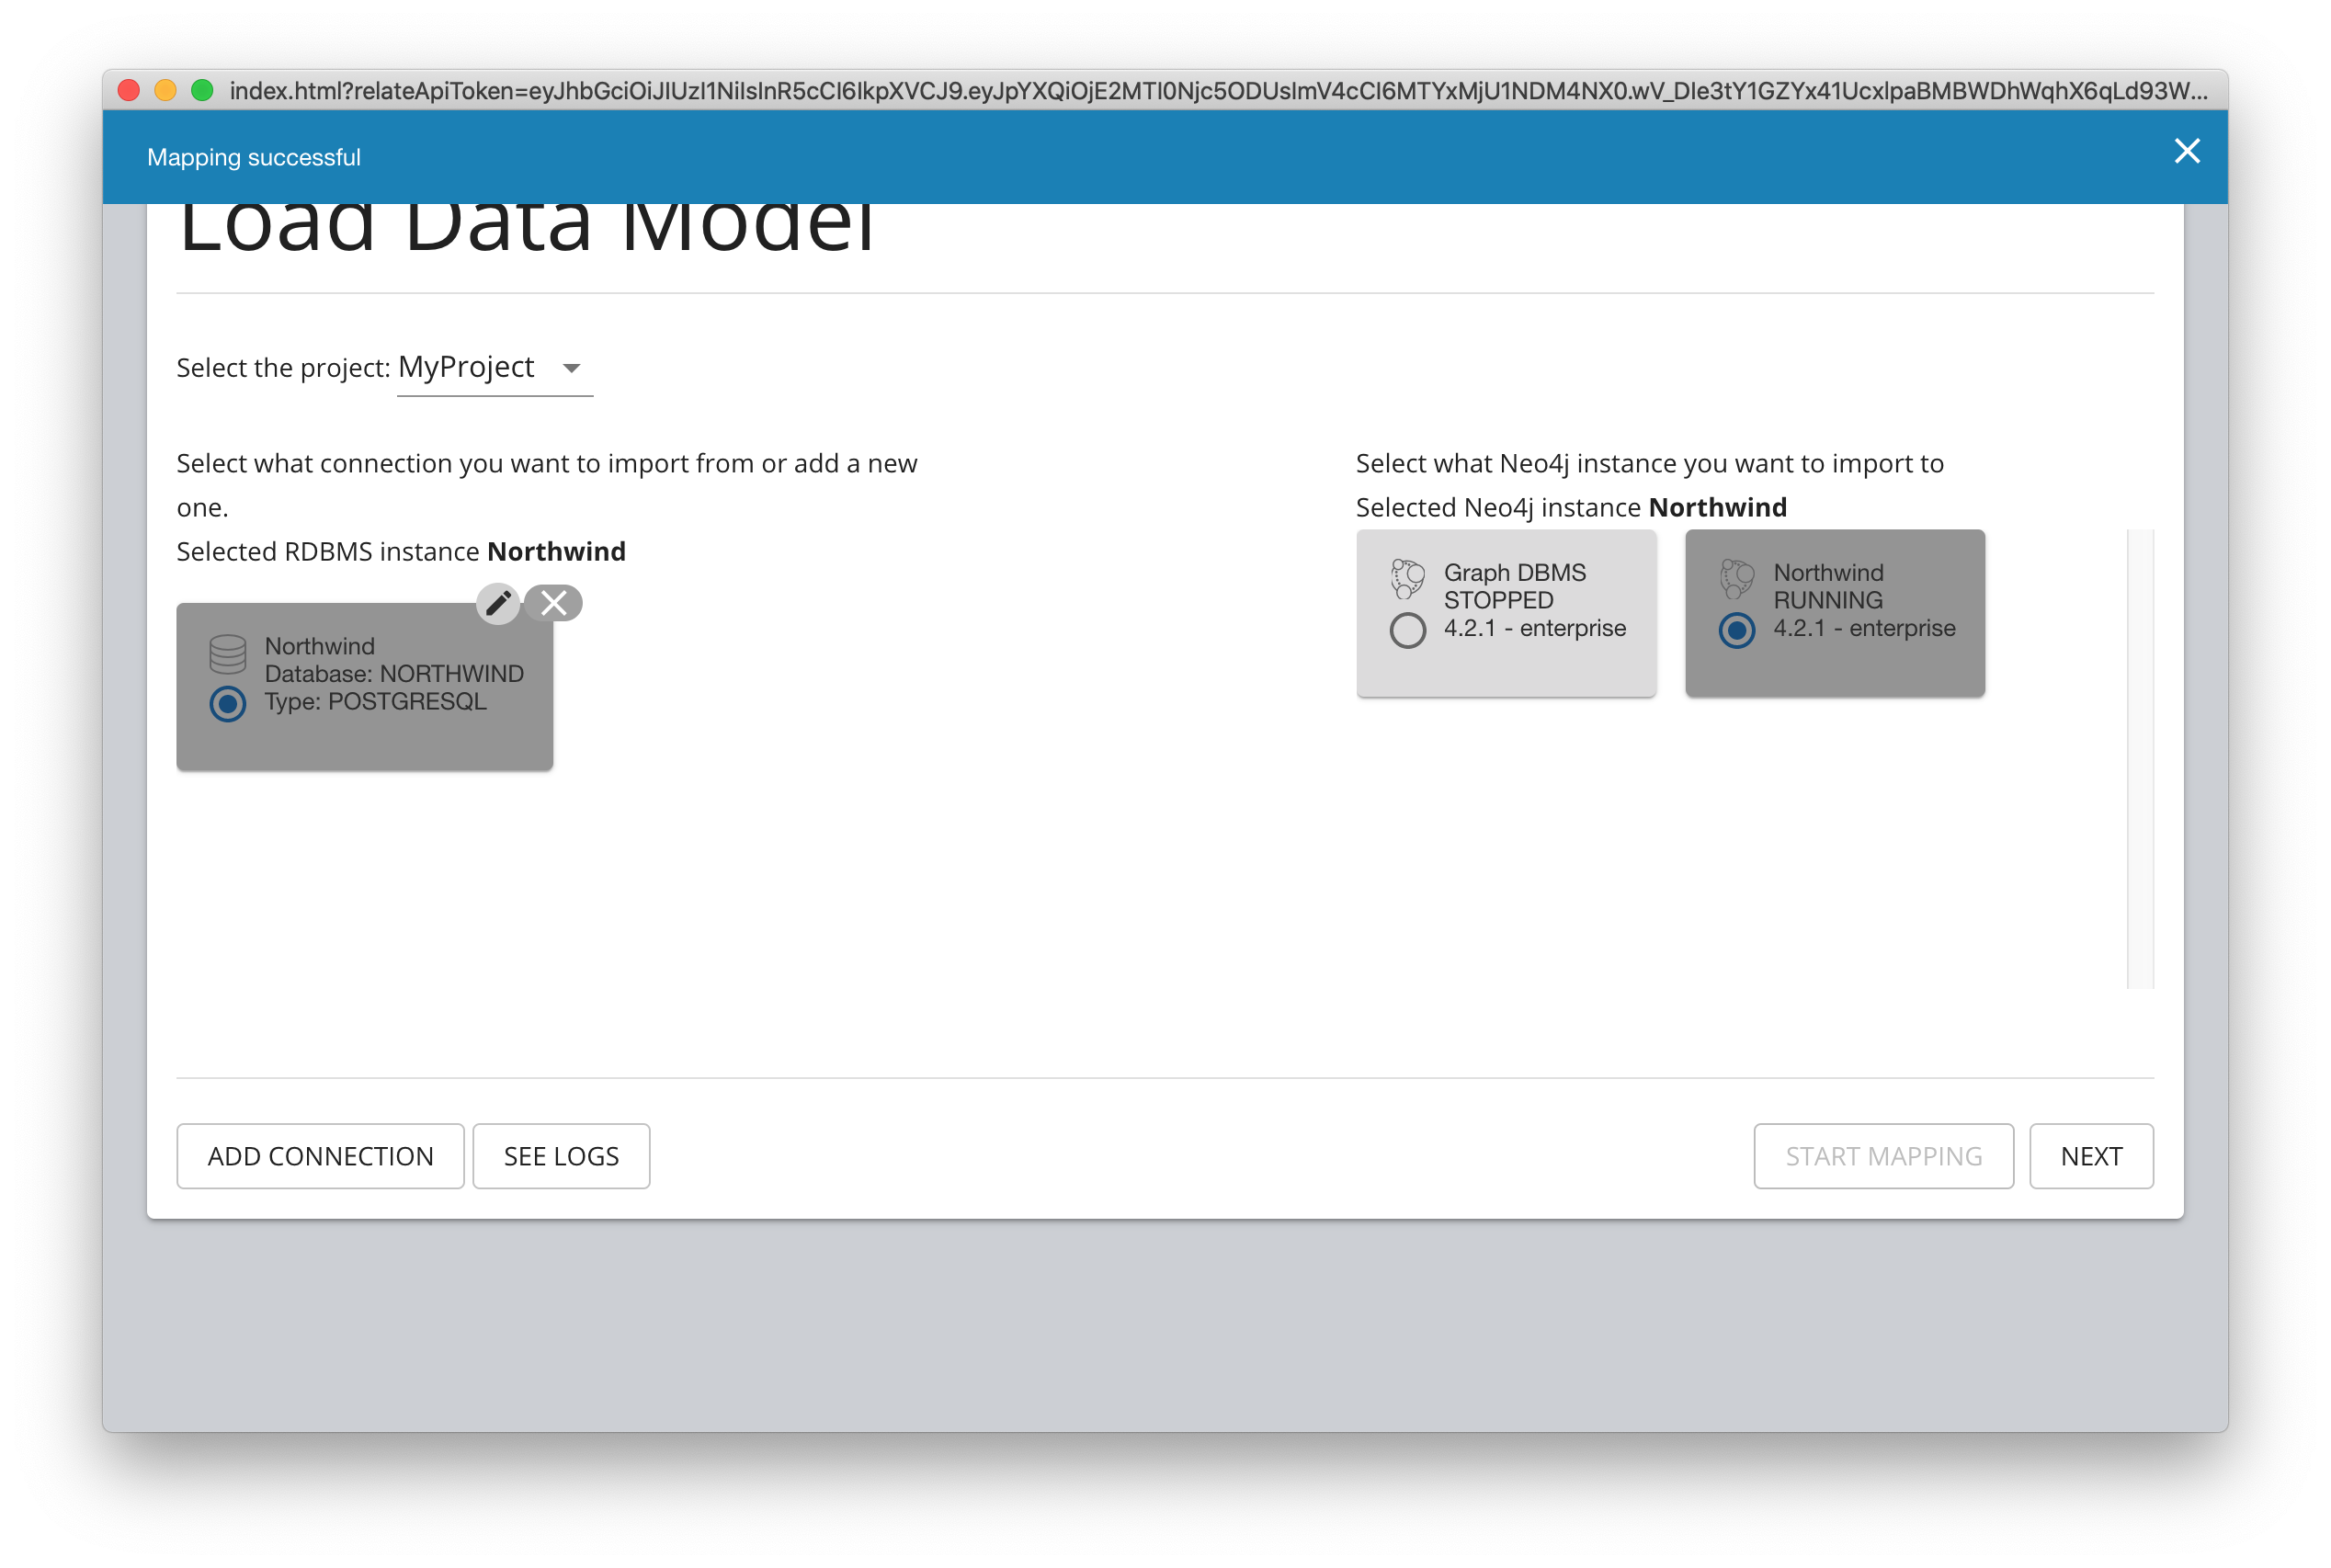 index.html?relateApiToken=eyJhbGciOiJIUzI1NiIsInR5cCI6IkpXVCJ9.eyJpYXQiOjE2MTI0Njc5ODUsImV4cCI6MTYxMjU1NDM4NX0.wV_DIe3tY1GZYx41UcxlpaBMBWDhWqhX6qLd93W...
Mapping successful
Load Data Model
Select the project: MyProject
Select what connection you want to import from or add a new
one.
Selected RDBMS instance Northwind
Northwind
Database: NORTHWIND
Type: POSTGRESQL
Select what Neo4j instance you want to import to
Selected Neo4j instance Northwind
Graph DBMS
STOPPED
4.2.1 - enterprise
Northwind
RUNNING
4.2.1 - enterprise
ADD CONNECTION
SEE LOGS
START MAPPING
NEXT